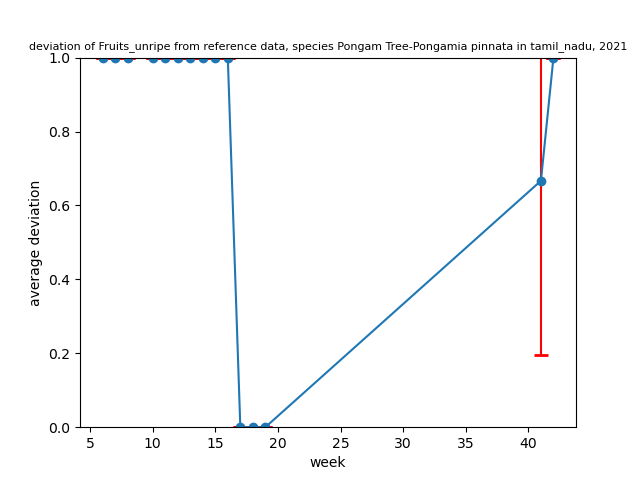 deviation of Fruits_unripe from reference data, species Pongam Tree-Pongamia pinnata in tamil_nadu, 2021
1.0
0.8
0.6
0.4
0.2
0.0
average deviation
5 10 15 20 25 30 35 40
week